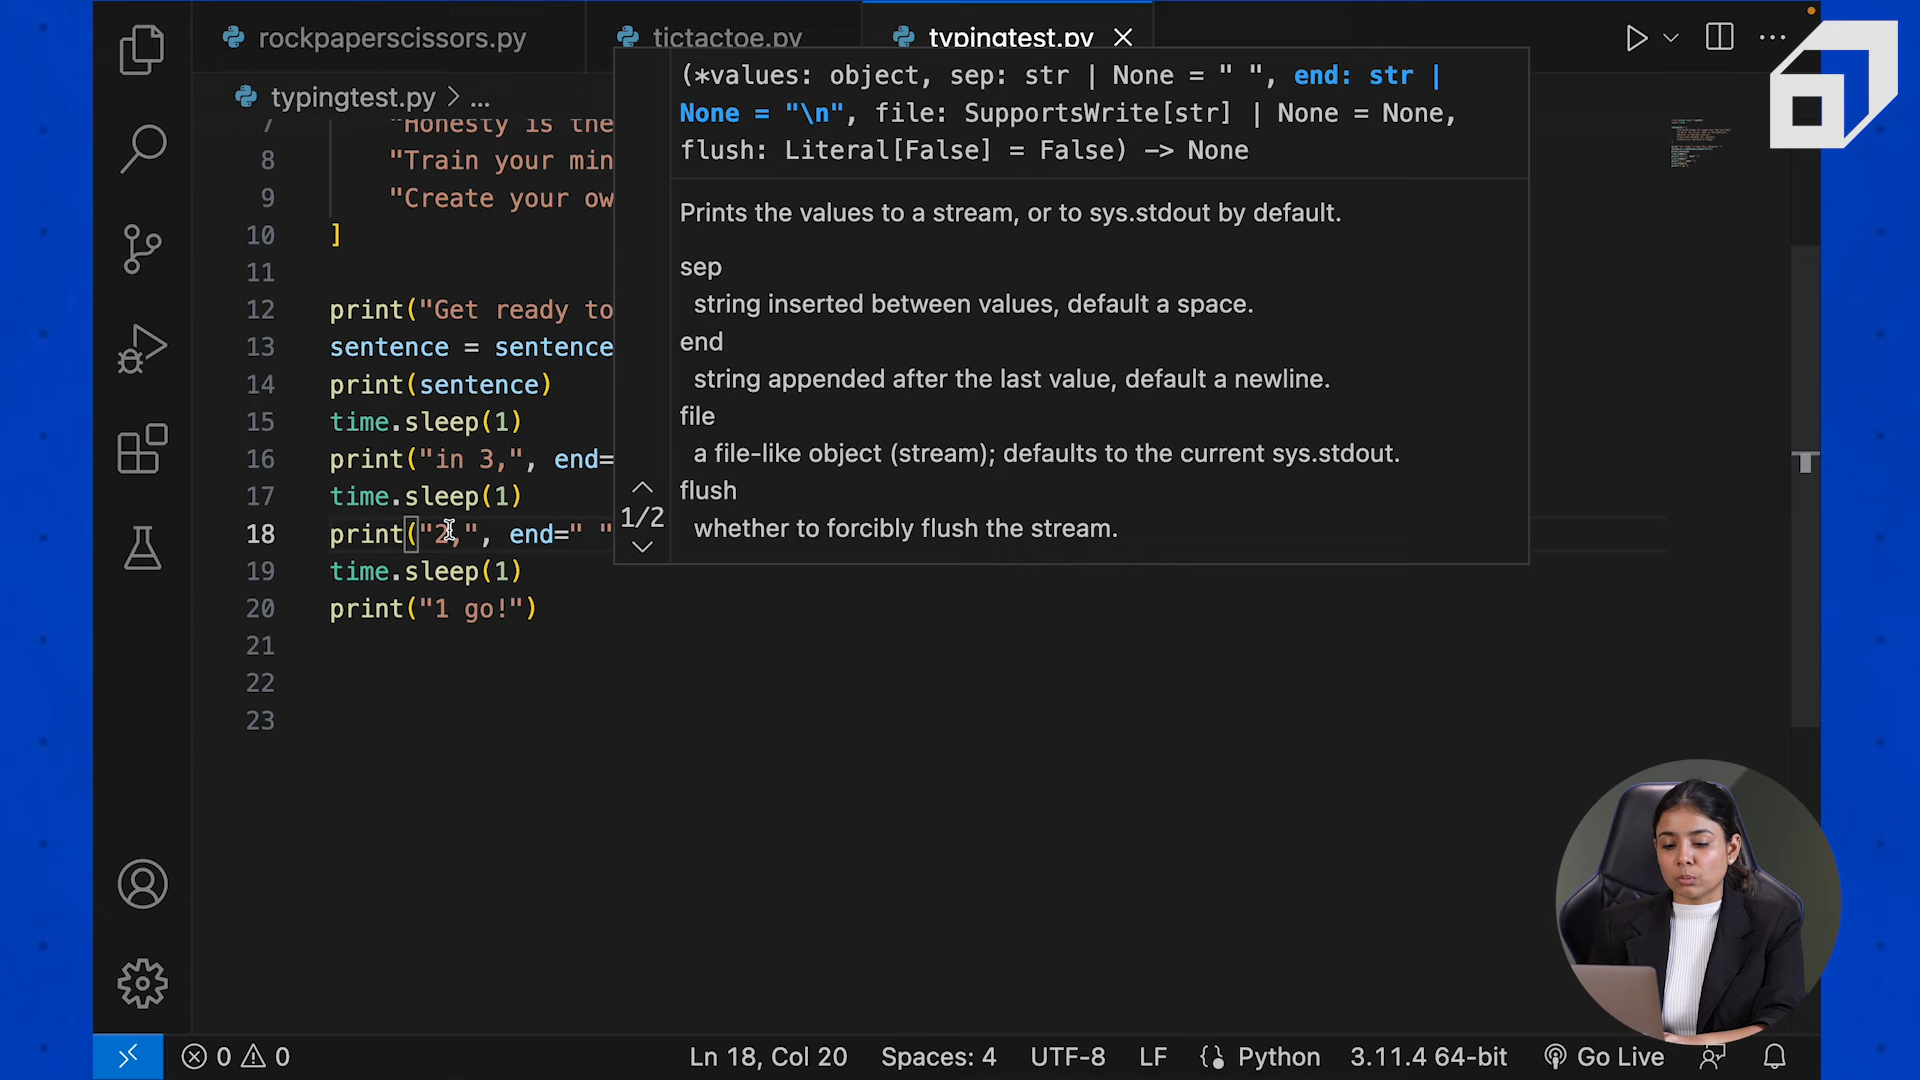 rockpaperscissors.py
tictactoe.py
typingtest.py
typingtest.py > ...
(*values: object, sep: str | None = " ", end: str |
None = "\n", file: SupportsWrite[str] | None = None,
flush: Literal[False] = False) -> None
Prints the values to a stream, or to sys.stdout by default.
sep
string inserted between values, default a space.
end
string appended after the last value, default a newline.
file
a file-like object (stream); defaults to the current sys.stdout.
flush
whether to forcibly flush the stream.
1/2
7 "Honesty is the
8 "Train your min
9 "Create your ow
10 ]
11
12 print("Get ready to
13 sentence = sentence
14 print(sentence)
15 time.sleep(1)
16 print("in 3,", end=
17 time.sleep(1)
18 print("2,", end=" "
19 time.sleep(1)
20 print("1 go!")
21
22
23
0 0 Ln 18, Col 20 Spaces: 4 UTF-8 LF Python 3.11.4 64-bit Go Live